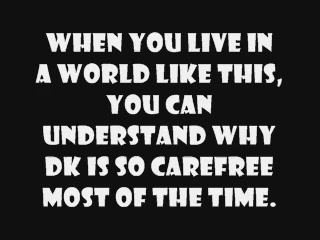 WHEN YOU LIVE IN
A WORLD LIKE THIS,
YOU CAN
UNDERSTAND WHY
DK IS SO CAREFREE
MOST OF THE TIME.